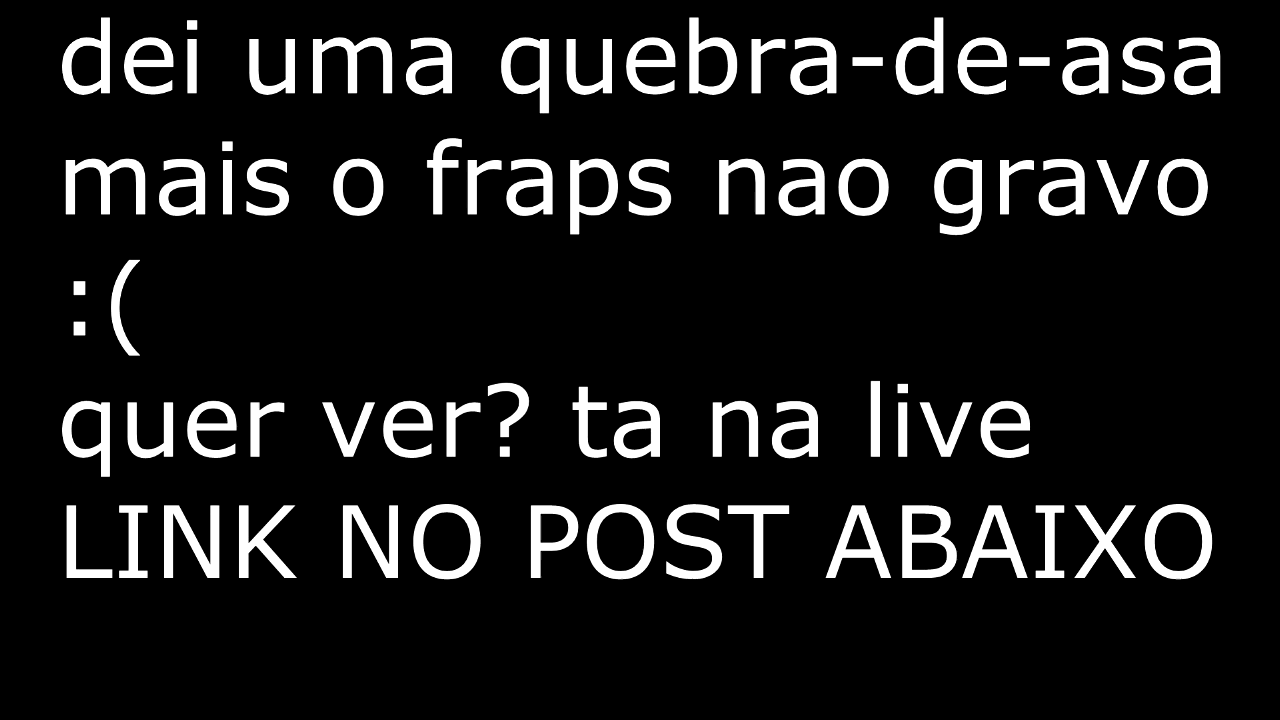 dei uma quebra-de-asa
mais o fraps nao gravo
:(
quer ver? ta na live
LINK NO POST ABAIXO